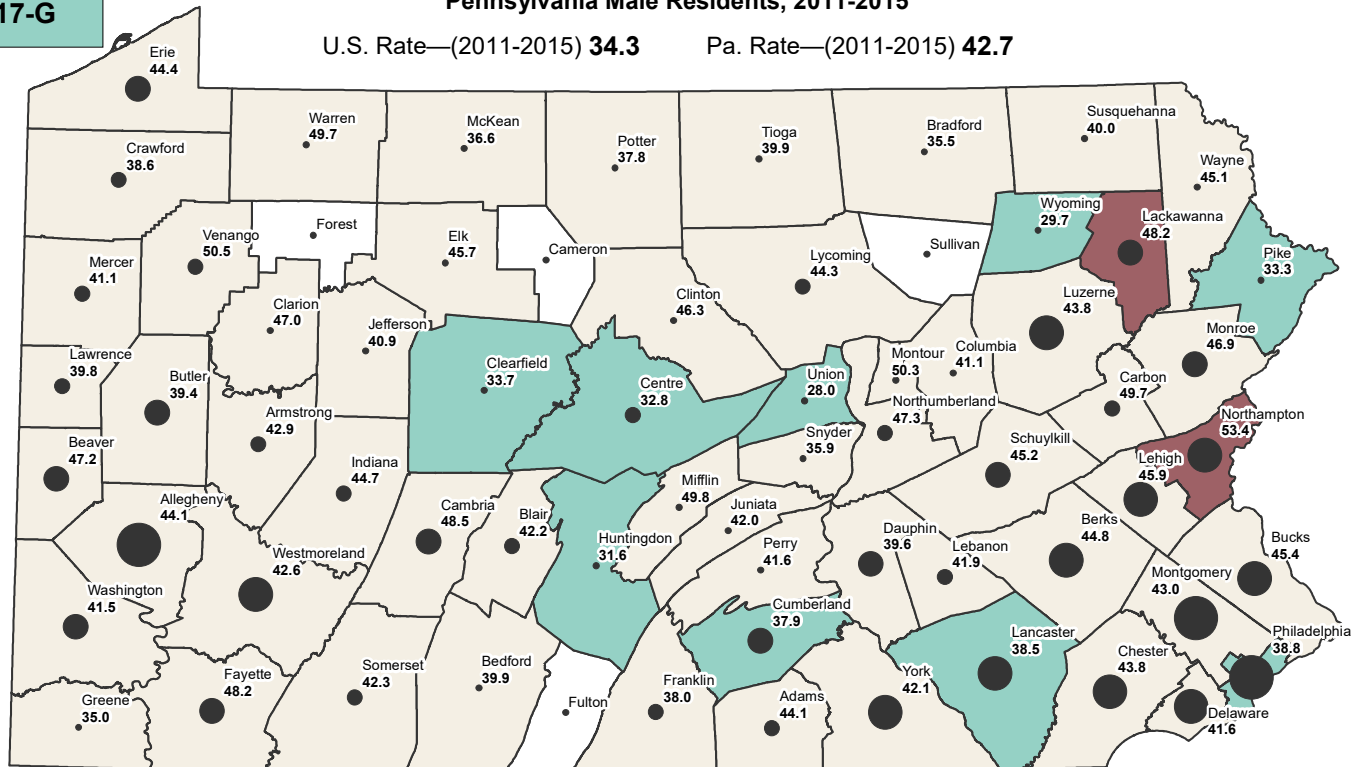 17-G
Pennsylvania Male Residents, 2011-2015
U.S. Rate—(2011-2015) 34.3 Pa. Rate—(2011-2015) 42.7
Erie
44.4
Warren
49.7
McKean
36.6
Potter
37.8
Tioga
39.9
Bradford
35.5
Susquehanna
40.0
Wayne
45.1
Crawford
38.6
Wyoming
29.7
Lackawanna
48.2
Pike
33.3
Venango
50.5
Forest
Elk
45.7
Cameron
Sullivan
Mercer
41.1
Lycoming
44.3
Clarion
47.0
Clinton
46.3
Luzerne
43.8
Jefferson
40.9
Monroe
46.9
Lawrence
39.8
Butler
39.4
Clearfield
33.7
Centre
32.8
Union
28.0
Montour
50.3
Columbia
41.1
Carbon
49.7
Armstrong
42.9
Northumberland
47.3
Northampton
53.4
Beaver
47.2
Snyder
35.9
Schuylkill
45.2
Lehigh
45.9
Indiana
44.7
Mifflin
49.8
Allegheny
44.1
Cambria
48.5
Blair
42.2
Juniata
42.0
Dauphin
39.6
Berks
44.8
Huntingdon
31.6
Perry
41.6
Lebanon
41.9
Bucks
45.4
Westmoreland
42.6
Montgomery
43.0
Washington
41.5
Cumberland
37.9
Lancaster
38.5
Philadelphia
38.8
Chester
43.8
Somerset
42.3
Bedford
39.9
Fayette
48.2
Franklin
38.0
York
42.1
Greene
35.0
Fulton
Adams
44.1
Delaware
41.6